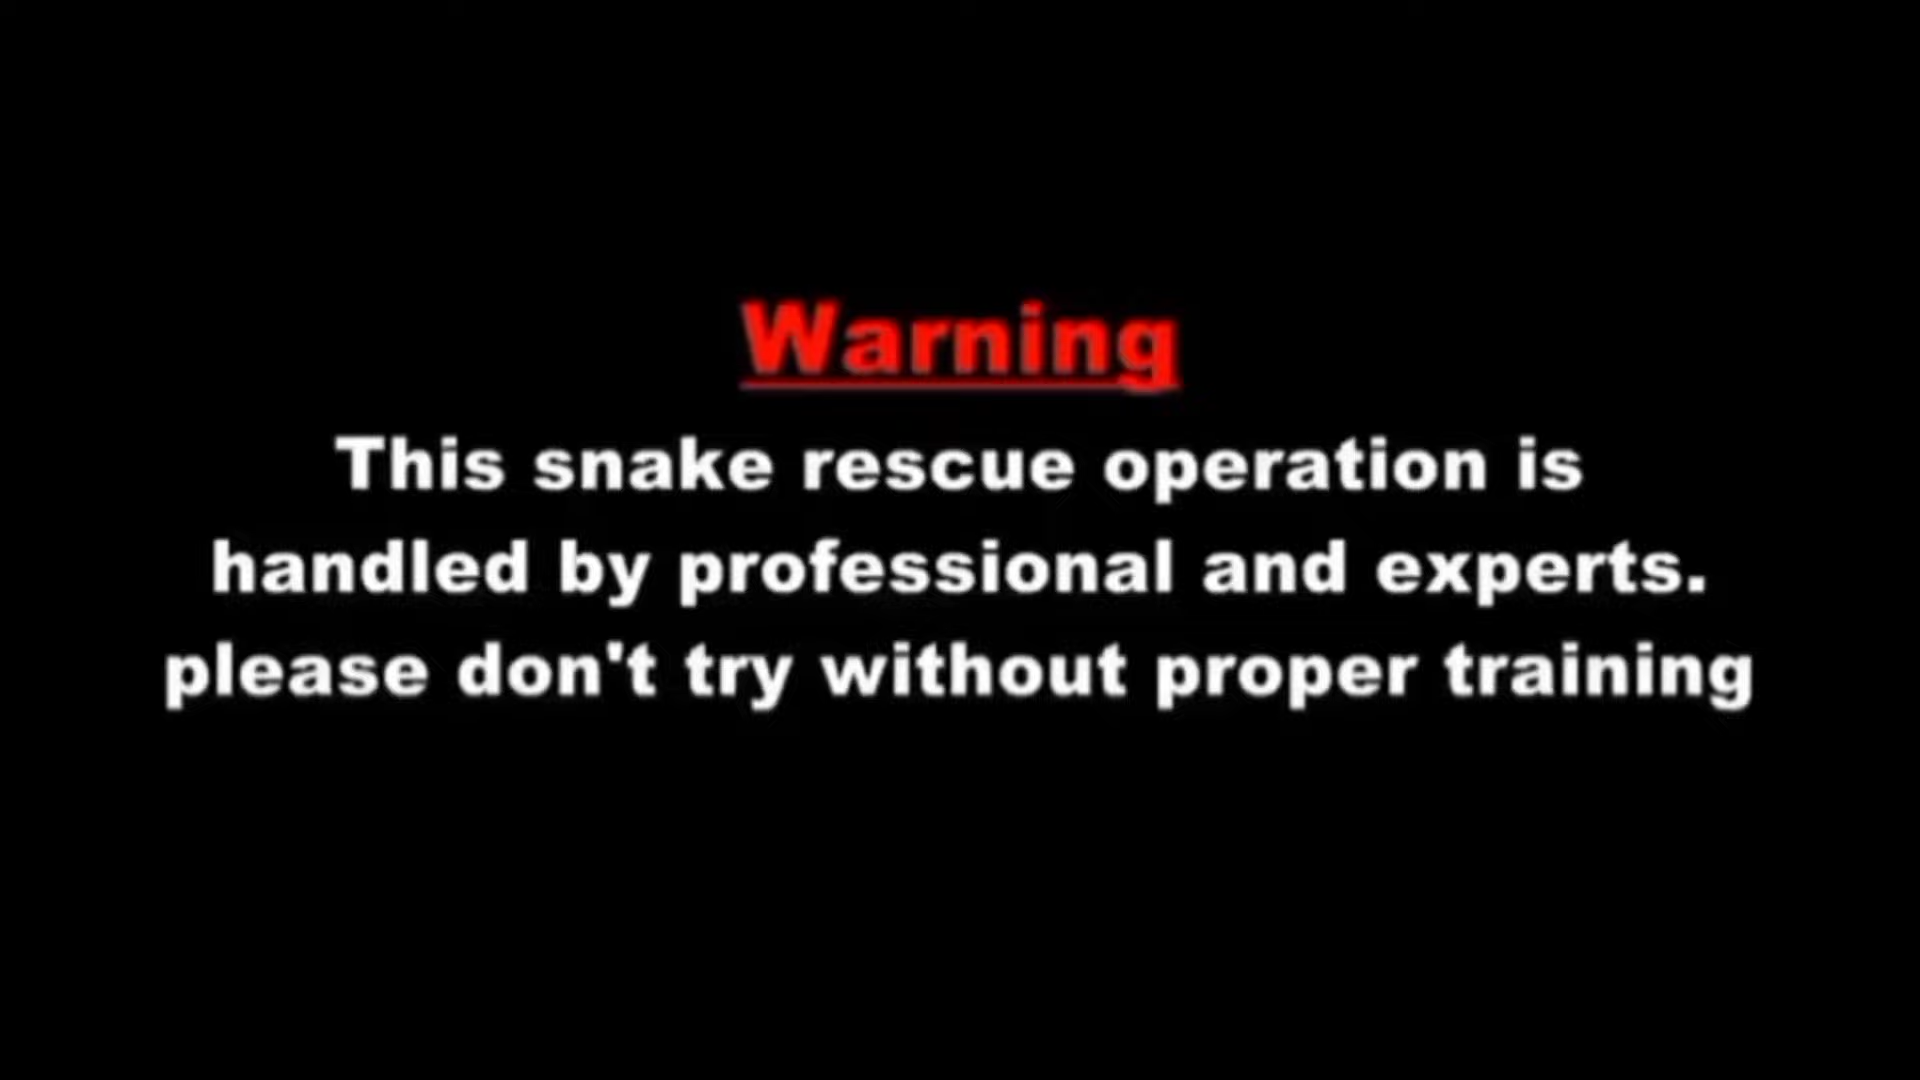 Warning
This snake rescue operation is
handled by professional and experts.
please don't try without proper training